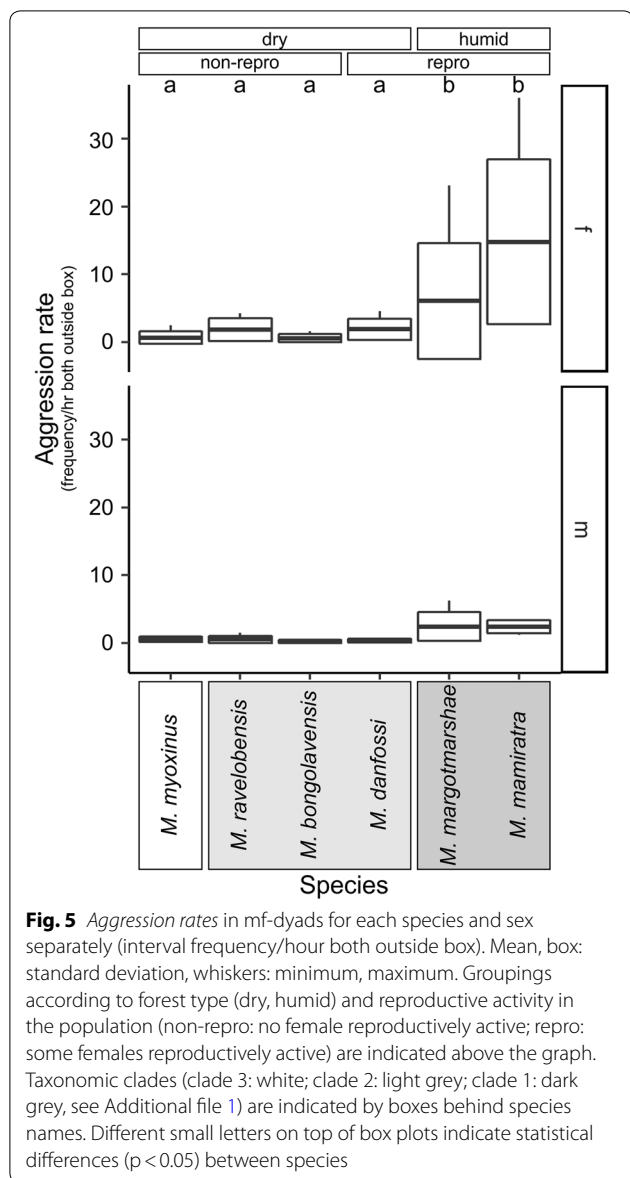 dry humid
non-repro repro
a a a a b b
30
20
10
0
f
30
20
10
0
m
Aggression rate
(frequency/hr both outside box)
M. myoxinus
M. ravelobensis
M. bongolavensis
M. danfossi
M. margotmarshae
M. mamiratra
Species
Fig. 5 Aggression rates in mf-dyads for each species and sex
separately (interval frequency/hour both outside box). Mean, box:
standard deviation, whiskers: minimum, maximum. Groupings
according to forest type (dry, humid) and reproductive activity in
the population (non-repro: no female reproductively active; repro:
some females reproductively active) are indicated above the graph.
Taxonomic clades (clade 3: white; clade 2: light grey; clade 1: dark
grey, see Additional file 1) are indicated by boxes behind species
names. Different small letters on top of box plots indicate statistical
differences (p < 0.05) between species